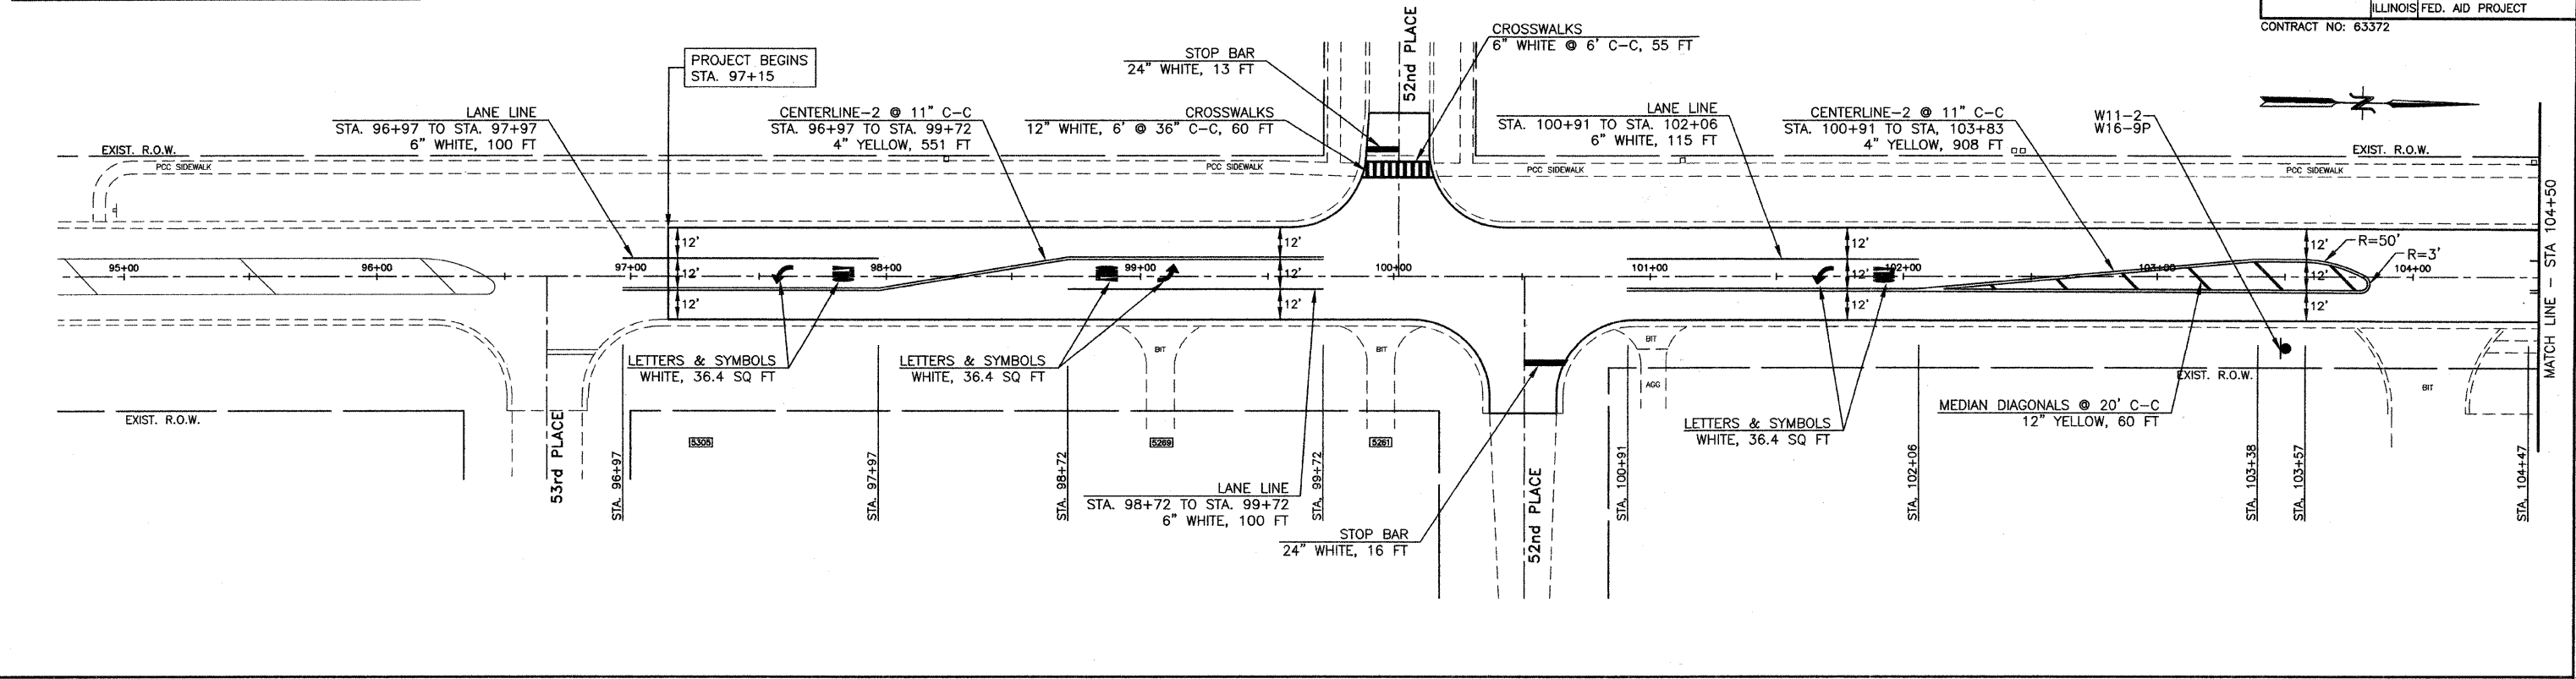 ILLINOIS FED. AID PROJECT
CONTRACT NO: 63372
PROJECT BEGINS
STA. 97+15
LANE LINE
STA. 96+97 TO STA. 97+97
6" WHITE, 100 FT
CENTERLINE-2 @ 11" C-C
STA. 96+97 TO STA. 99+72
4" YELLOW, 551 FT
STOP BAR
24" WHITE, 13 FT
CROSSWALKS
12" WHITE, 6' @ 36" C-C, 60 FT
52nd PLACE
CROSSWALKS
6" WHITE @ 6' C-C, 55 FT
LANE LINE
STA. 100+91 TO STA. 102+06
6" WHITE, 115 FT
CENTERLINE-2 @ 11" C-C
STA. 100+91 TO STA, 103+83
4" YELLOW, 908 FT
W11-2
W16-9P
N
EXIST. R.O.W.
EXIST. R.O.W.
PCC SIDEWALK
PCC SIDEWALK
PCC SIDEWALK
PCC SIDEWALK
12'
12'
12'
12'
12'
12'
12'
12'
12'
12'
12'
12'
R=50'
R=3'
95+00
96+00
97+00
98+00
99+00
100+00
101+00
102+00
103+00
104+00
MATCH LINE - STA 104+50
LETTERS & SYMBOLS
WHITE, 36.4 SQ FT
LETTERS & SYMBOLS
WHITE, 36.4 SQ FT
BIT
BIT
BIT
AGG
BIT
EXIST. R.O.W.
EXIST. R.O.W.
LETTERS & SYMBOLS
WHITE, 36.4 SQ FT
MEDIAN DIAGONALS @ 20' C-C
12" YELLOW, 60 FT
53rd PLACE
5305
5269
5261
STA. 96+97
STA. 97+97
STA. 98+72
STA, 99+72
STA, 100+91
STA, 102+06
STA. 103+38
STA. 103+57
STA. 104+47
LANE LINE
STA. 98+72 TO STA. 99+72
6" WHITE, 100 FT
STOP BAR
24" WHITE, 16 FT
52nd PLACE